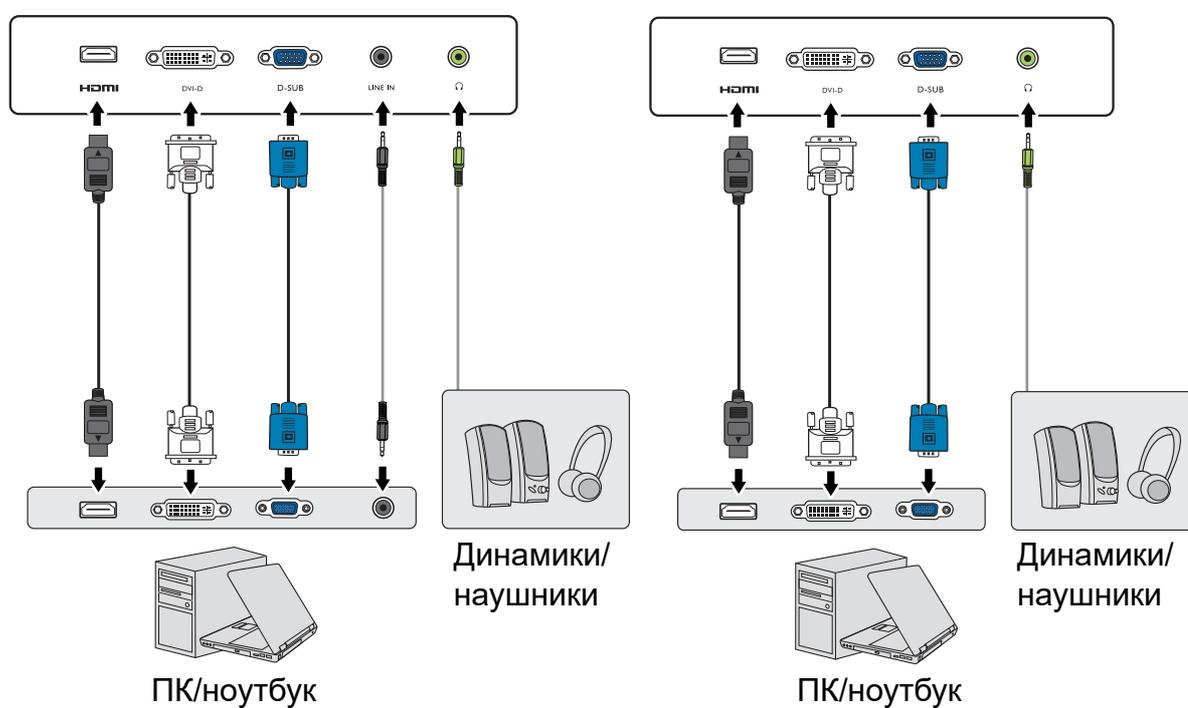 HDMI DVI-D D-SUB LINE IN
HDMI DVI-D D-SUB
Динамики/
наушники
ПК/ноутбук
Динамики/
наушники
ПК/ноутбук